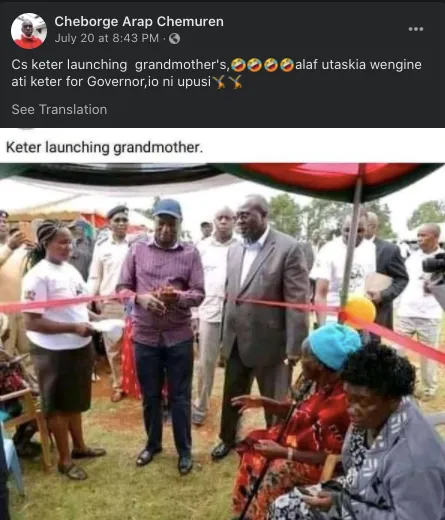 Cheborge Arap Chemuren
July 20 at 8:43 PM ·
Cs keter launching grandmother's,🤣🤣🤣🤣alaf utaskia wengine
ati keter for Governor,io ni upusi🤸🤸
See Translation
Keter launching grandmother.